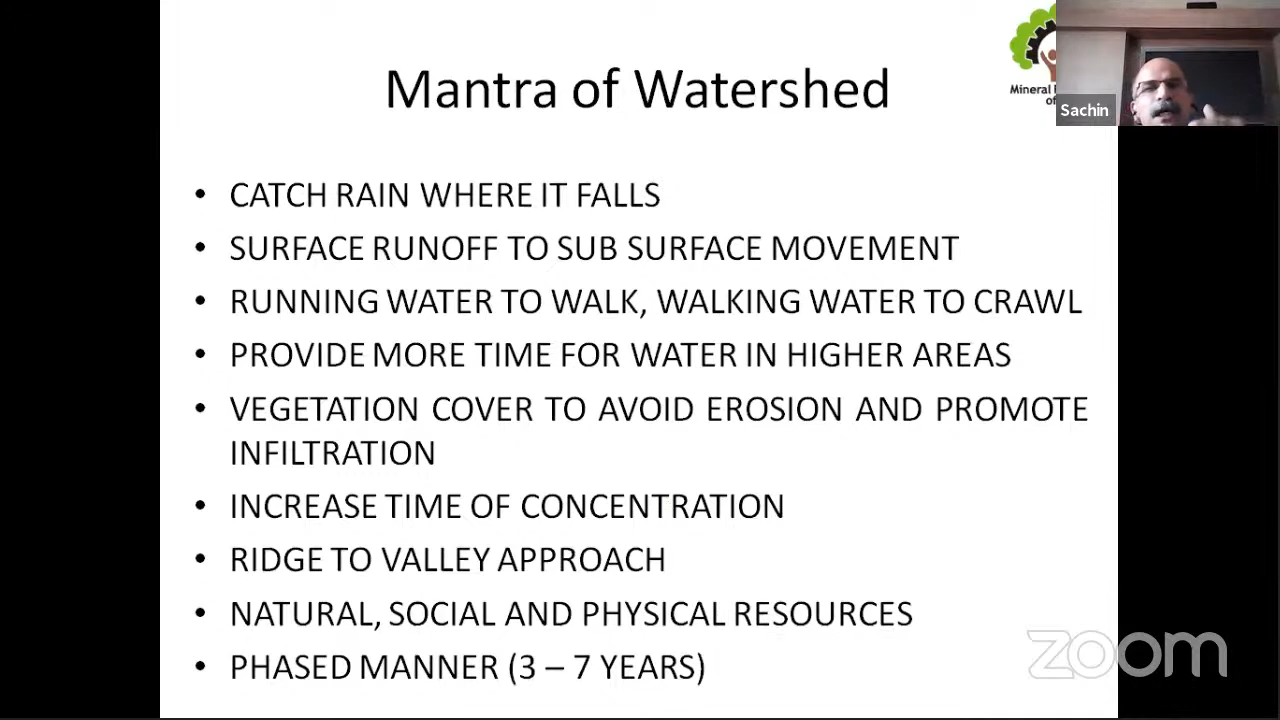 Mantra of Watershed
Mineral
of
Sachin
• CATCH RAIN WHERE IT FALLS
• SURFACE RUNOFF TO SUB SURFACE MOVEMENT
• RUNNING WATER TO WALK, WALKING WATER TO CRAWL
• PROVIDE MORE TIME FOR WATER IN HIGHER AREAS
• VEGETATION COVER TO AVOID EROSION AND PROMOTE
INFILTRATION
• INCREASE TIME OF CONCENTRATION
• RIDGE TO VALLEY APPROACH
• NATURAL, SOCIAL AND PHYSICAL RESOURCES
• PHASED MANNER (3 – 7 YEARS)
zoom